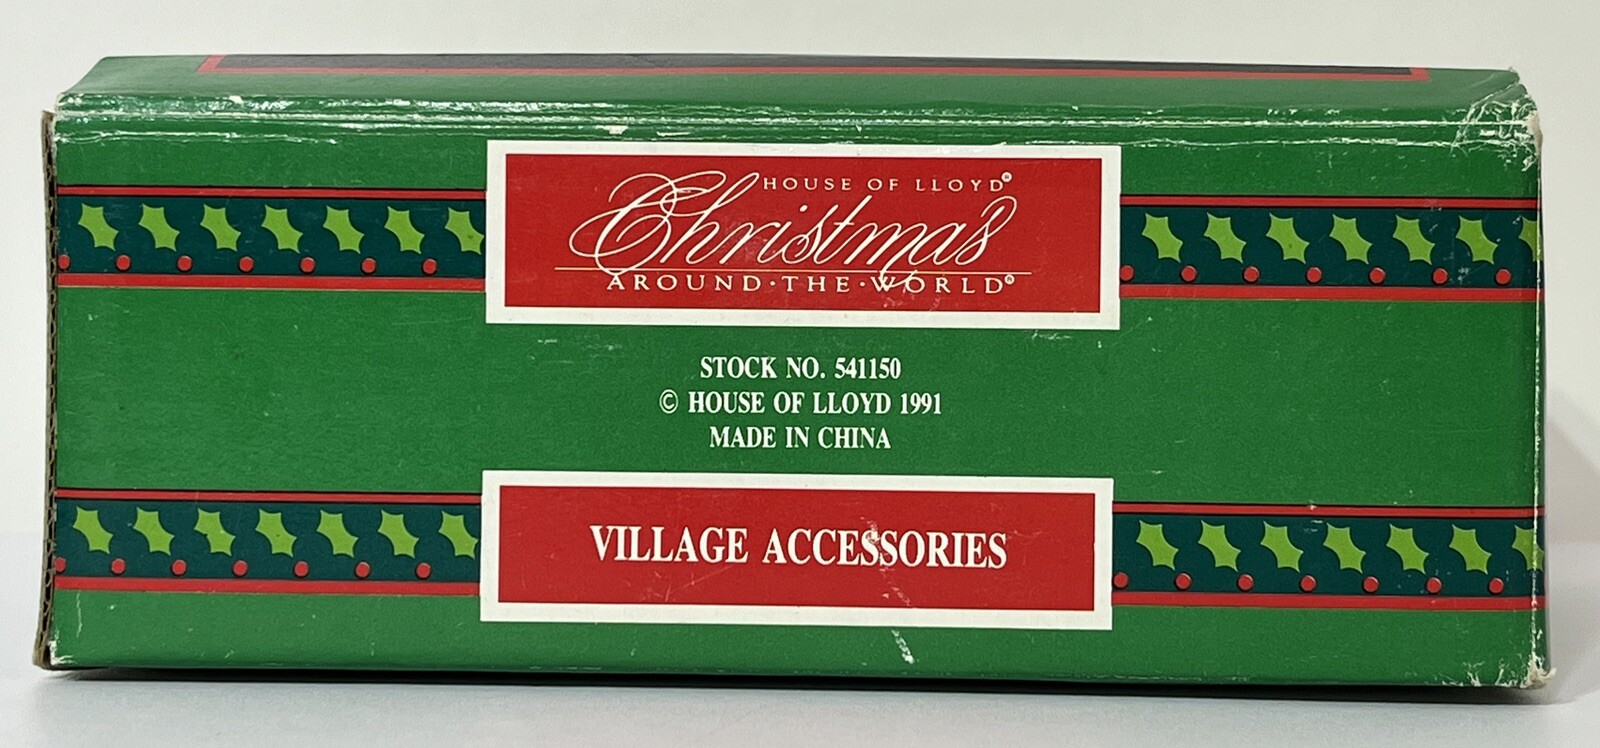 HOUSE OF LLOYD®
Christmas
AROUND·THE·WORLD®
STOCK NO. 541150
© HOUSE OF LLOYD 1991
MADE IN CHINA
VILLAGE ACCESSORIES